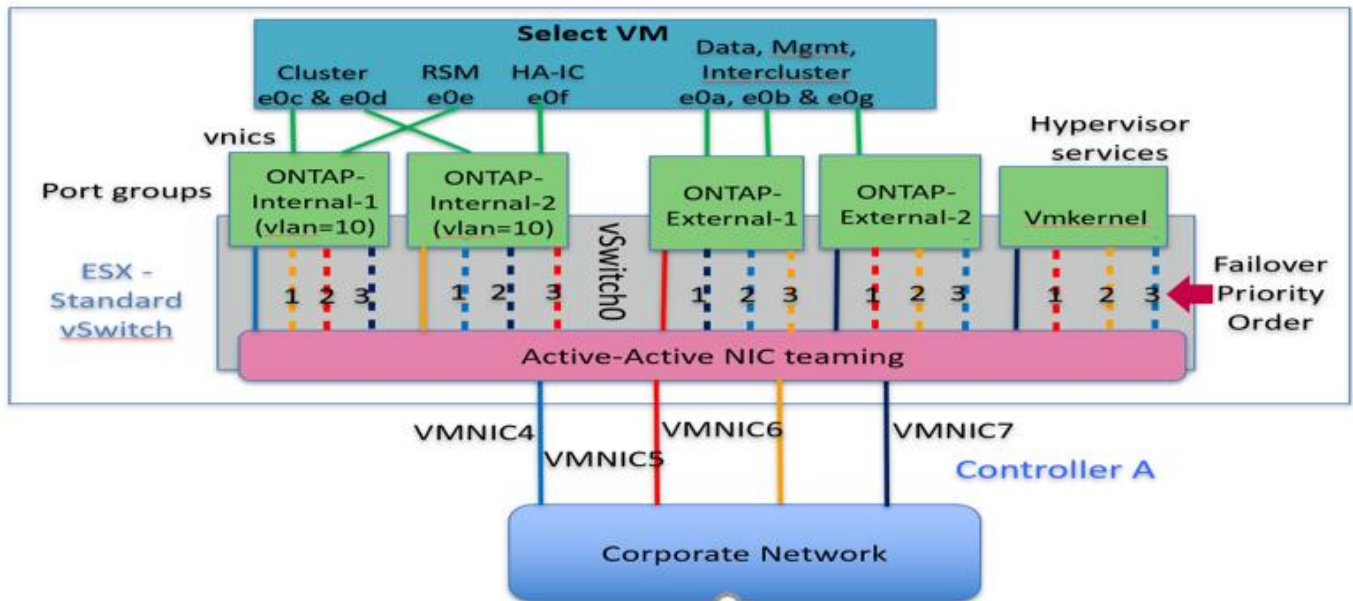 Select VM
Cluster
e0c & e0d
RSM
e0e
HA-IC
e0f
Data, Mgmt,
Intercluster
e0a, e0b & e0g
vnics
Hypervisor
services
Port groups
ONTAP-
Internal-1
(vlan=10)
ONTAP-
Internal-2
(vlan=10)
ONTAP-
External-1
ONTAP-
External-2
Vmkernel
vSwitch0
ESX -
Standard
vSwitch
1 2 3
1 2 3
1 2 3
1 2 3
1 2 3
Failover
Priority
Order
Active-Active NIC teaming
VMNIC4
VMNIC5
VMNIC6
VMNIC7
Controller A
Corporate Network